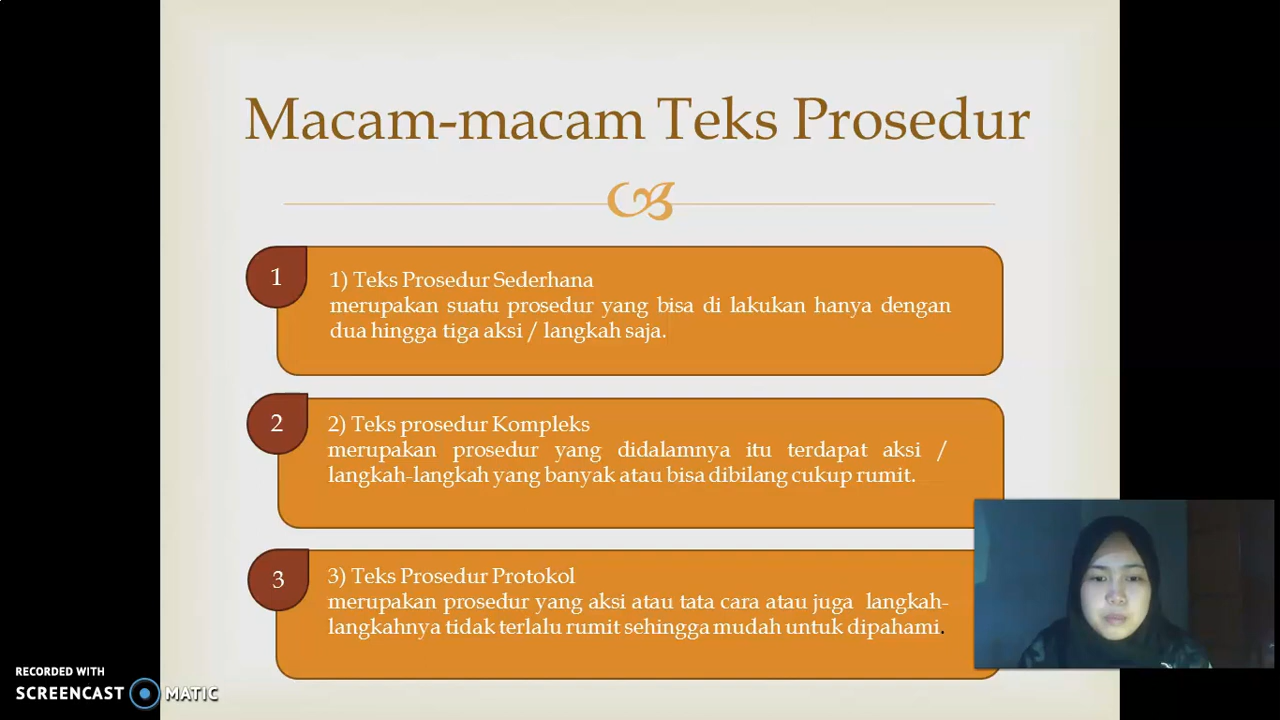 Macam-macam Teks Prosedur
1
1) Teks Prosedur Sederhana
merupakan suatu prosedur yang bisa di lakukan hanya dengan
dua hingga tiga aksi / langkah saja.
2
2) Teks prosedur Kompleks
merupakan prosedur yang didalamnya itu terdapat aksi /
langkah-langkah yang banyak atau bisa dibilang cukup rumit.
3
3) Teks Prosedur Protokol
merupakan prosedur yang aksi atau tata cara atau juga langkah-
langkahnya tidak terlalu rumit sehingga mudah untuk dipahami.
RECORDED WITH
SCREENCAST MATIC